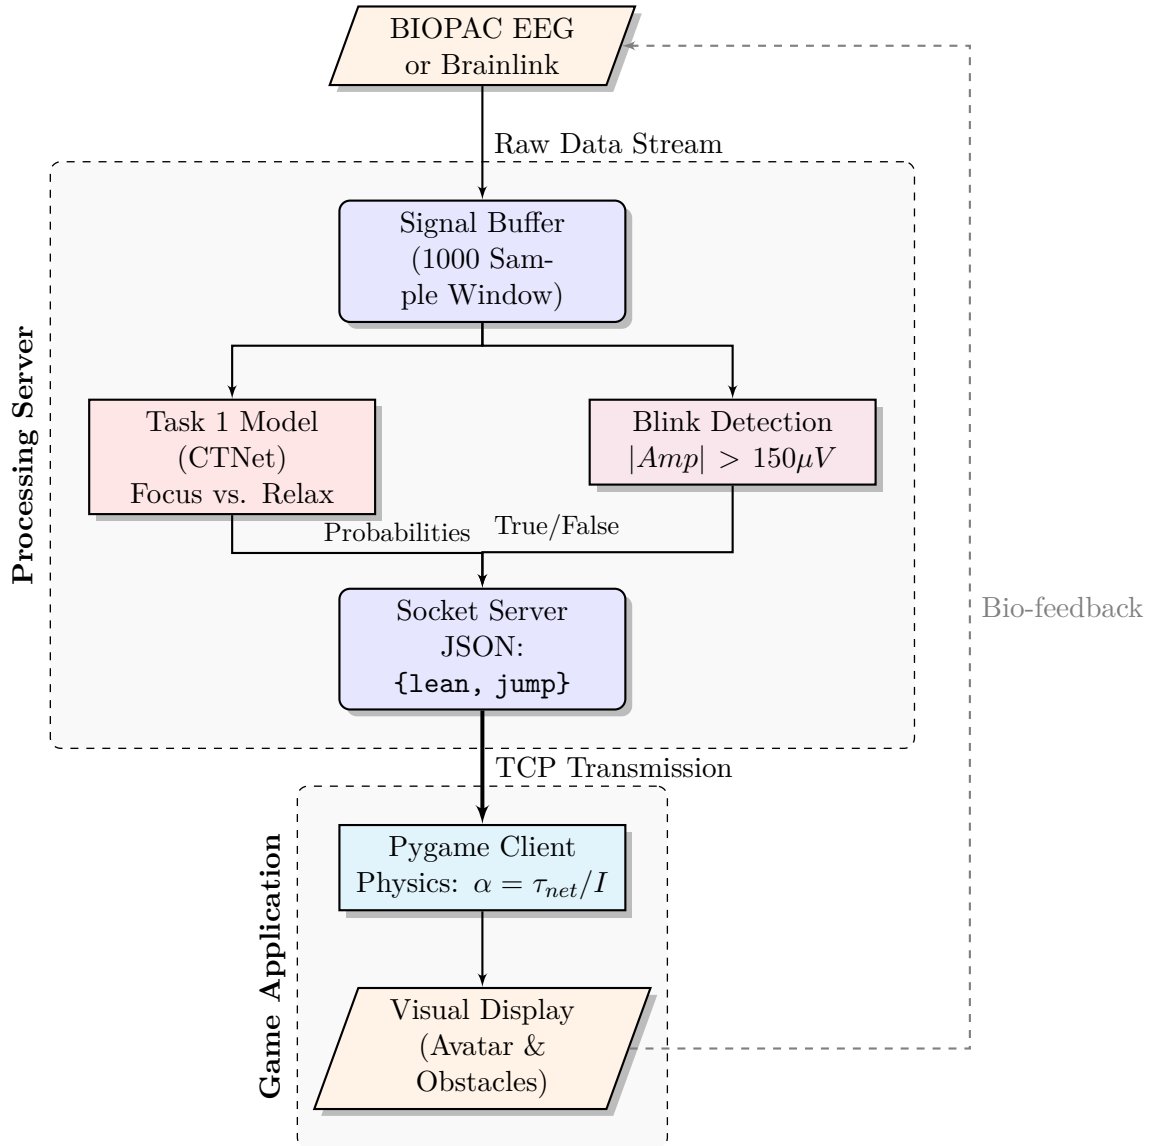 BIOPAC EEG
or Brainlink
Raw Data Stream
Processing Server
Signal Buffer
(1000 Sam-
ple Window)
Task 1 Model
(CTNet)
Focus vs. Relax
Blink Detection
|Amp| > 150μV
Probabilities
True/False
Socket Server
JSON:
{lean, jump}
Bio-feedback
TCP Transmission
Game Application
Pygame Client
Physics: α = τ_net/I
Visual Display
(Avatar &
Obstacles)